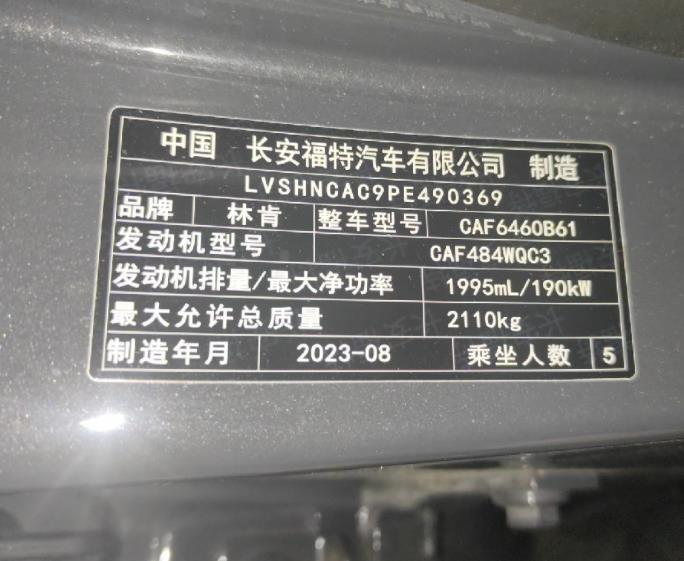 中国 长安福特汽车有限公司 制造
LVSHNCAC9PE490369
品牌 林肯 整车型号 CAF6460B61
发动机型号 CAF484WQC3
发动机排量/最大净功率 1995mL/190kW
最大允许总质量 2110kg
制造年月 2023-08 乘坐人数 5